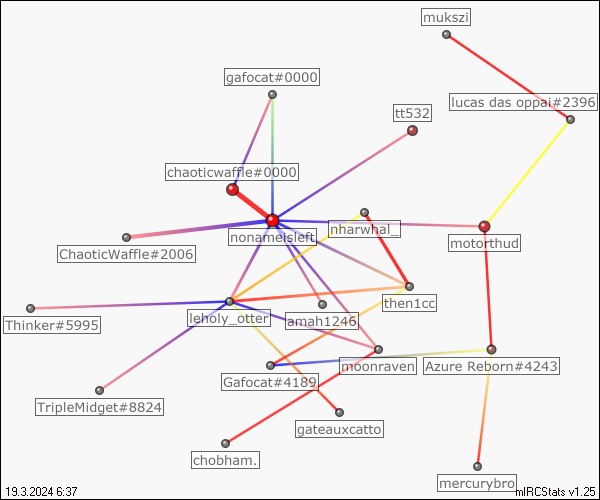 mukszi
gafocat#0000
lucas das oppai#2396
tt532
chaoticwaffle#0000
nharwhal_
nonameisleft
motorthud
ChaoticWaffle#2006
then1cc
leholy_otter
anah1246
Thinker#5995
moonraven
Azure Reborn#4243
Gafocat#4189
TripleMidget#8824
gateauxcatto
chobham.
mercurybro
19.3.2024 6:37
mIRCStats v1.25